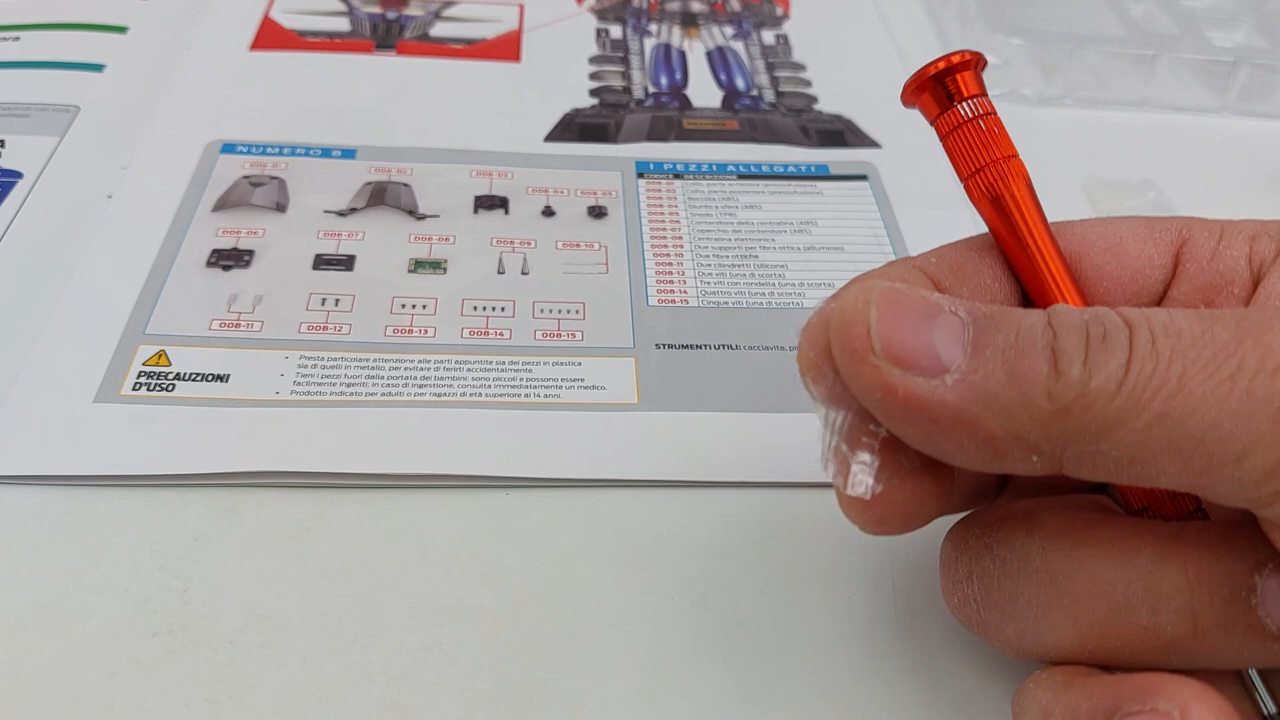 NUMERO 8
008-01
008-02
008-03
008-04
008-05
008-06
008-07
008-08
008-09
008-10
008-11
008-12
008-13
008-14
008-15
PRECAUZIONI
D'USO
• Presta particolare attenzione alle parti appuntite sia dei pezzi in plastica
sia di quelli in metallo, per evitare di ferirti accidentalmente.
• Tieni i pezzi fuori dalla portata dei bambini: sono piccoli e possono essere
facilmente ingeriti; in caso di ingestione, consulta immediatamente un medico.
• Prodotto indicato per adulti o per ragazzi di età superiore ai 14 anni.
I PEZZI ALLEGATI
CODICE DESCRIZIONE
008-01 Collo, parte anteriore (pressofusione)
008-02 Collo, parte posteriore (pressofusione)
008-03 Boccola (ABS)
008-04 Giunto a sfera (ABS)
008-05 Snodo (TPR)
008-06 Contenitore della centralina (ABS)
008-07 Coperchio del contenitore (ABS)
008-08 Centralina elettronica
008-09 Due supporti per fibra ottica (alluminio)
008-10 Due fibre ottiche
008-11 Due cilindretti (silicone)
008-12 Due viti (una di scorta)
008-13 Tre viti con rondella (una di scorta)
008-14 Quattro viti (una di scorta)
008-15 Cinque viti (una di scorta)
STRUMENTI UTILI: cacciavite,